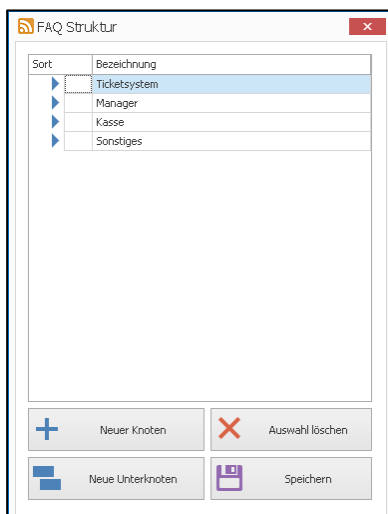 FAQ Struktur
Sort Bezeichnung
Ticketsystem
Manager
Kasse
Sonstiges
Neuer Knoten Auswahl löschen
Neue Unterknoten Speichern